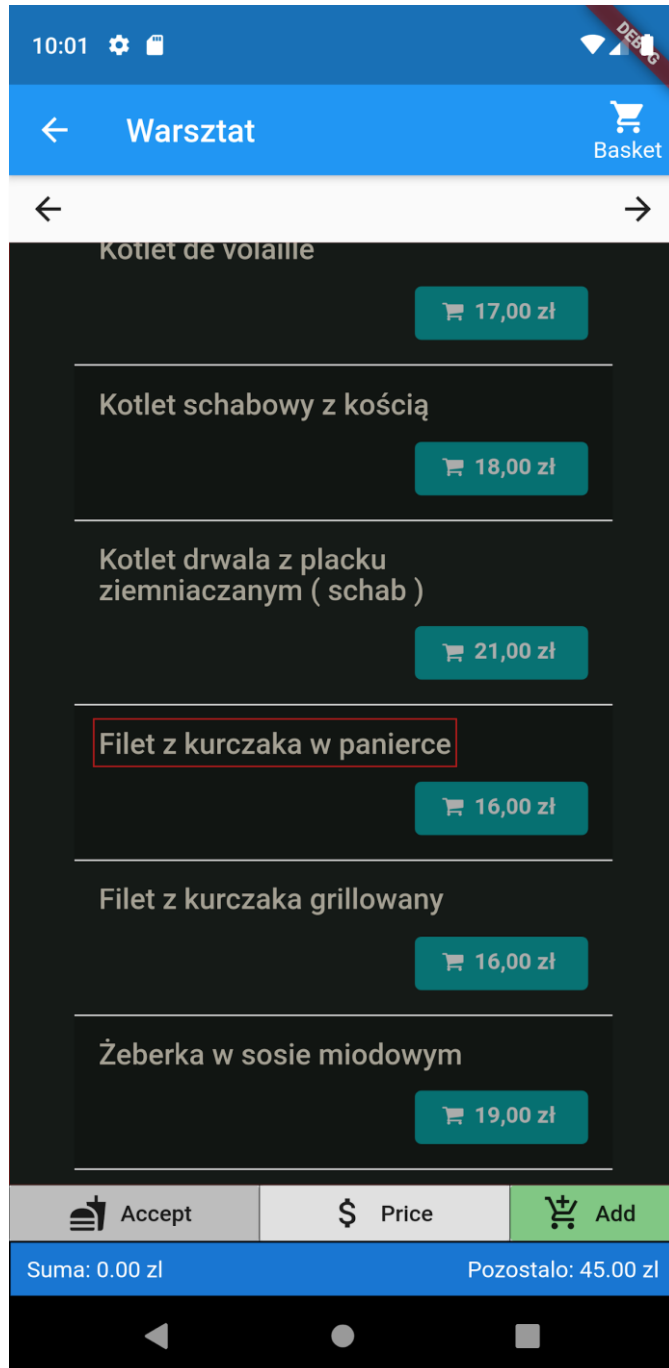 10:01
DEBUG
Warsztat
Basket
Kotlet de volaille
17,00 zł
Kotlet schabowy z kością
18,00 zł
Kotlet drwala z placku
ziemniaczanym ( schab )
21,00 zł
Filet z kurczaka w panierce
16,00 zł
Filet z kurczaka grillowany
16,00 zł
Żeberka w sosie miodowym
19,00 zł
Accept $ Price Add
Suma: 0.00 zl Pozostalo: 45.00 zl